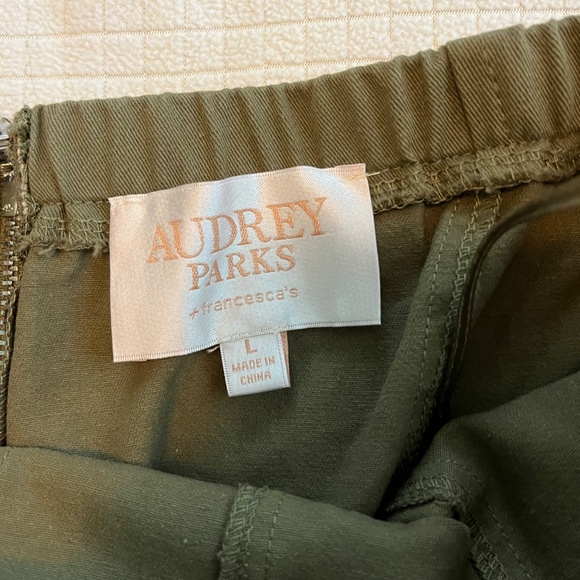 AUDREY
PARKS
+francesca's
L
MADE IN
CHINA